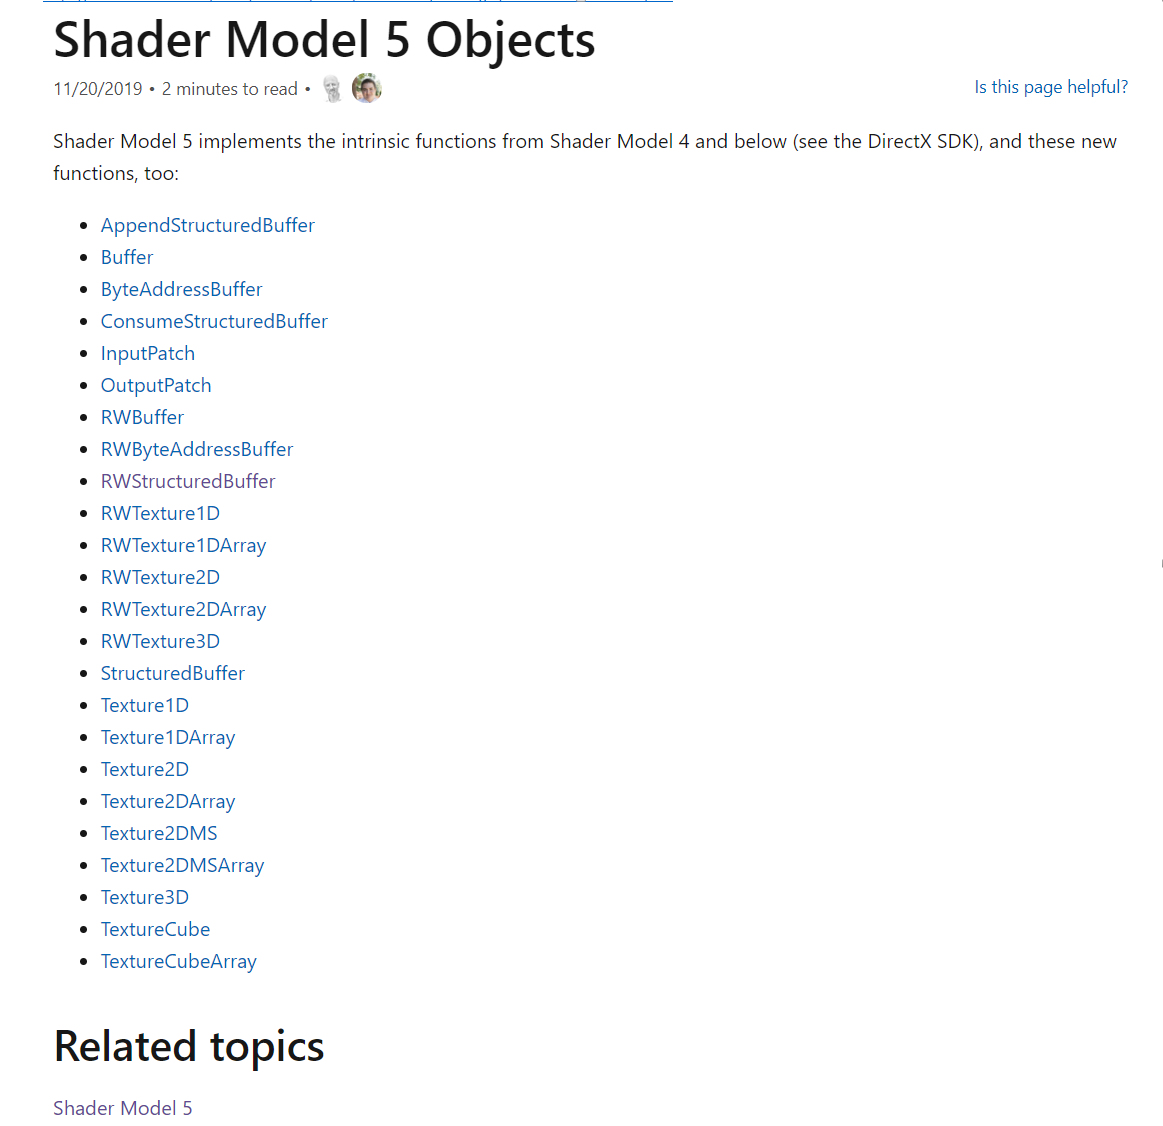 Shader Model 5 Objects
11/20/2019 • 2 minutes to read •
Is this page helpful?
Shader Model 5 implements the intrinsic functions from Shader Model 4 and below (see the DirectX SDK), and these new
functions, too:
• AppendStructuredBuffer
• Buffer
• ByteAddressBuffer
• ConsumeStructuredBuffer
• InputPatch
• OutputPatch
• RWBuffer
• RWByteAddressBuffer
• RWStructuredBuffer
• RWTexture1D
• RWTexture1DArray
• RWTexture2D
• RWTexture2DArray
• RWTexture3D
• StructuredBuffer
• Texture1D
• Texture1DArray
• Texture2D
• Texture2DArray
• Texture2DMS
• Texture2DMSArray
• Texture3D
• TextureCube
• TextureCubeArray
Related topics
Shader Model 5